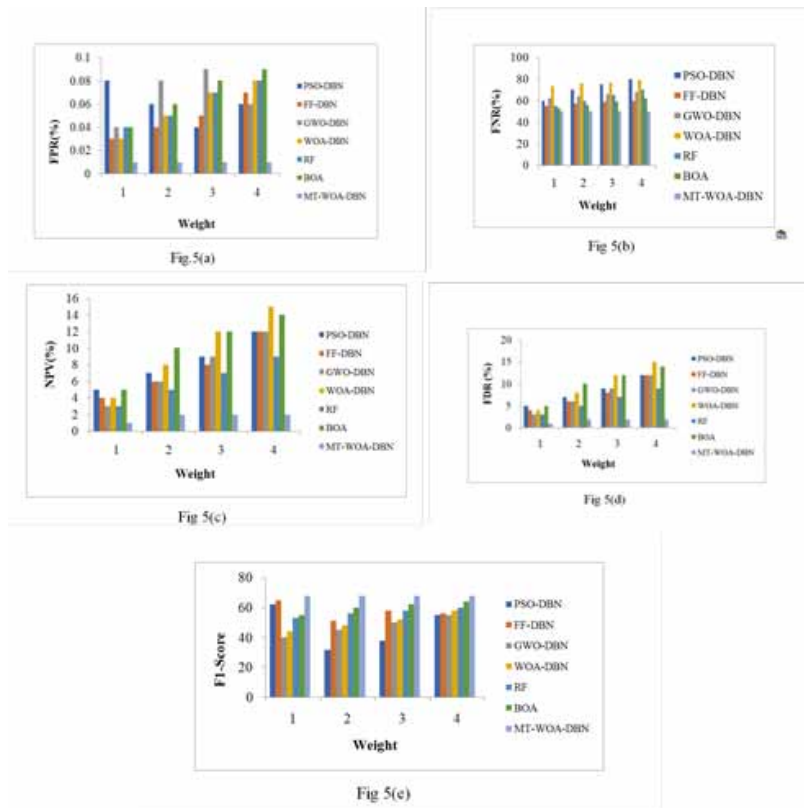 0.1
0.08
0.06
0.04
0.02
0
FPR(%)
1 2 3 4
Weight
PSO-DBN
FF-DBN
GWO-DBN
WOA-DBN
RF
BOA
MT-WOA-DBN
Fig.5(a)
100
80
60
40
20
0
FNR(%)
1 2 3 4
Weight
PSO-DBN
FF-DBN
GWO-DBN
WOA-DBN
RF
BOA
MT-WOA-DBN
Fig 5(b)
16
14
12
10
8
6
4
2
0
NPV(%)
1 2 3 4
Weight
PSO-DBN
FF-DBN
GWO-DBN
WOA-DBN
RF
BOA
MT-WOA-DBN
Fig 5(c)
20
15
10
5
0
FDR(%)
1 2 3 4
Weight
PSO-DBN
FF-DBN
GWO-DBN
WOA-DBN
RF
BOA
MT-WOA-DBN
Fig 5(d)
80
60
40
20
0
F1-Score
1 2 3 4
Weight
PSO-DBN
FF-DBN
GWO-DBN
WOA-DBN
RF
BOA
MT-WOA-DBN
Fig 5(e)